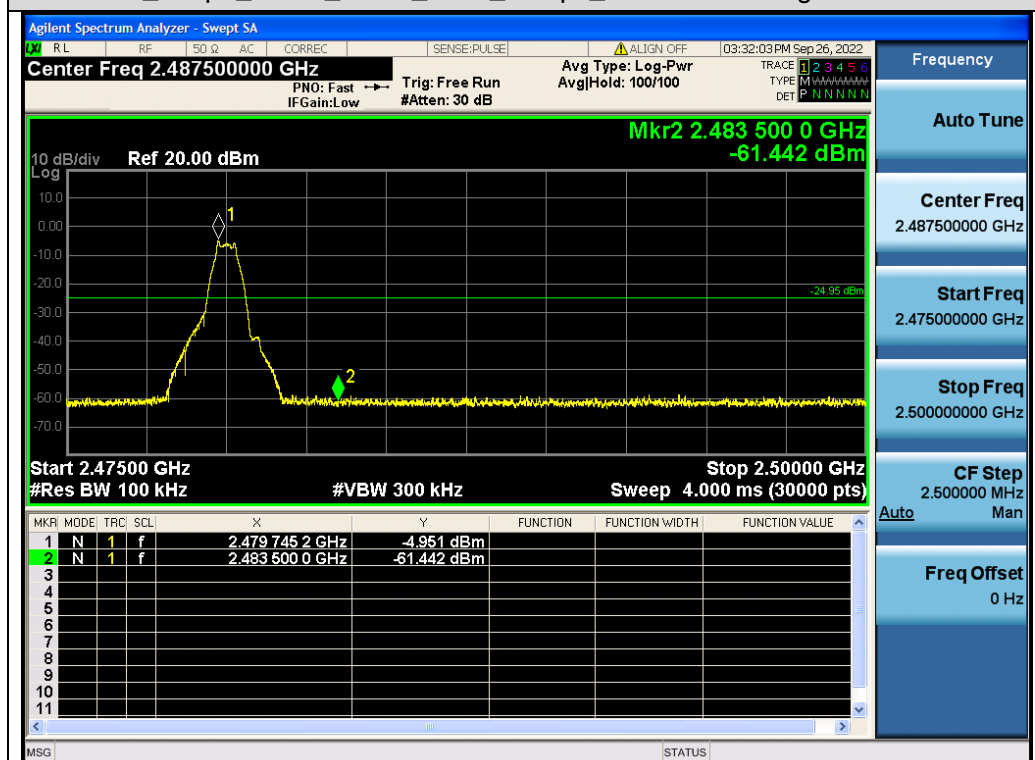 Agilent Spectrum Analyzer - Swept SA
LXI RL RF 50 Ω AC CORREC SENSE:PULSE ALIGN OFF 03:32:03 PM Sep 26, 2022
Center Freq 2.487500000 GHz
PNO: Fast
IFGain:Low
Trig: Free Run
#Atten: 30 dB
Avg Type: Log-Pwr
Avg|Hold: 100/100
TRACE 1 2 3 4 5 6
TYPE M
DET P N N N N N
Mkr2 2.483 500 0 GHz
-61.442 dBm
10 dB/div Ref 20.00 dBm
Log
10.0
0.00
-10.0
-20.0
-30.0
-40.0
-50.0
-60.0
-70.0
1
2
-24.95 dBm
Start 2.47500 GHz Stop 2.50000 GHz
#Res BW 100 kHz #VBW 300 kHz Sweep 4.000 ms (30000 pts)
MKR MODE TRC SCL X Y FUNCTION FUNCTION WIDTH FUNCTION VALUE
1 N 1 f 2.479 745 2 GHz -4.951 dBm
2 N 1 f 2.483 500 0 GHz -61.442 dBm
3
4
5
6
7
8
9
10
11
MSG STATUS
Frequency
Auto Tune
Center Freq
2.487500000 GHz
Start Freq
2.475000000 GHz
Stop Freq
2.500000000 GHz
CF Step
2.500000 MHz
Auto Man
Freq Offset
0 Hz